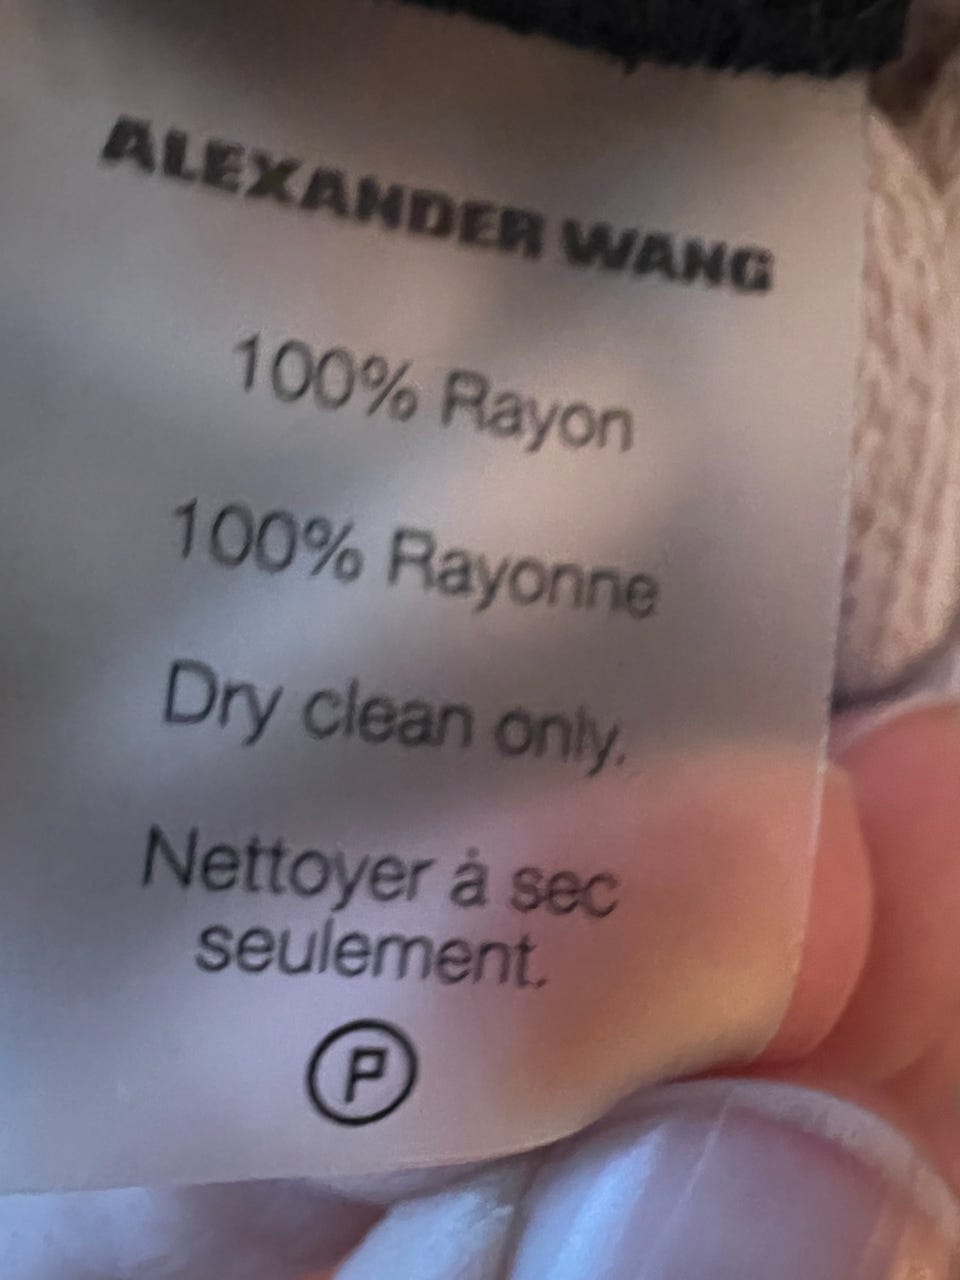 ALEXANDER WANG
100% Rayon
100% Rayonne
Dry clean only.
Nettoyer à sec
seulement.
P